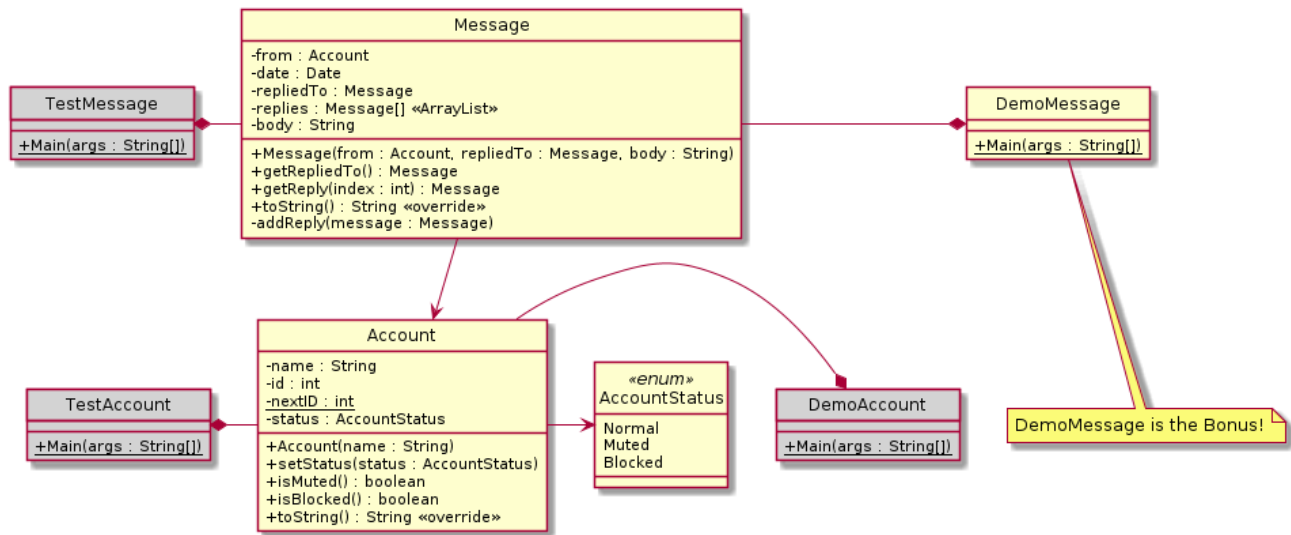 Message
-from : Account
-date : Date
-repliedTo : Message
-replies : Message[] «ArrayList»
-body : String
+Message(from : Account, repliedTo : Message, body : String)
+getRepliedTo() : Message
+getReply(index : int) : Message
+toString() : String «override»
-addReply(message : Message)
TestMessage
+Main(args : String[])
DemoMessage
+Main(args : String[])
Account
-name : String
-id : int
-nextID : int
-status : AccountStatus
+Account(name : String)
+setStatus(status : AccountStatus)
+isMuted() : boolean
+isBlocked() : boolean
+toString() : String «override»
TestAccount
+Main(args : String[])
«enum»
AccountStatus
Normal
Muted
Blocked
DemoAccount
+Main(args : String[])
DemoMessage is the Bonus!